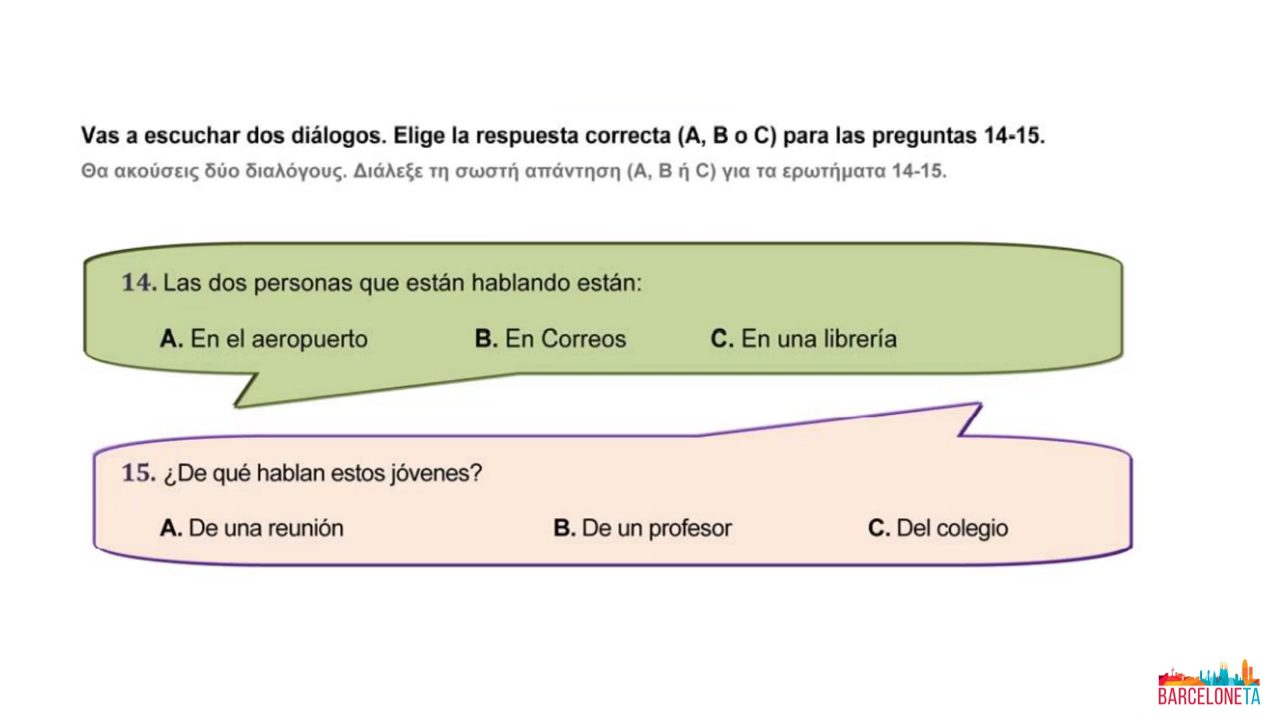 Vas a escuchar dos diálogos. Elige la respuesta correcta (A, B o C) para las preguntas 14-15.
Θα ακούσεις δύο διαλόγους. Διάλεξε τη σωστή απάντηση (A, B ή C) για τα ερωτήματα 14-15.
14. Las dos personas que están hablando están:
A. En el aeropuerto B. En Correos C. En una librería
15. ¿De qué hablan estos jóvenes?
A. De una reunión B. De un profesor C. Del colegio
BARCELONETA